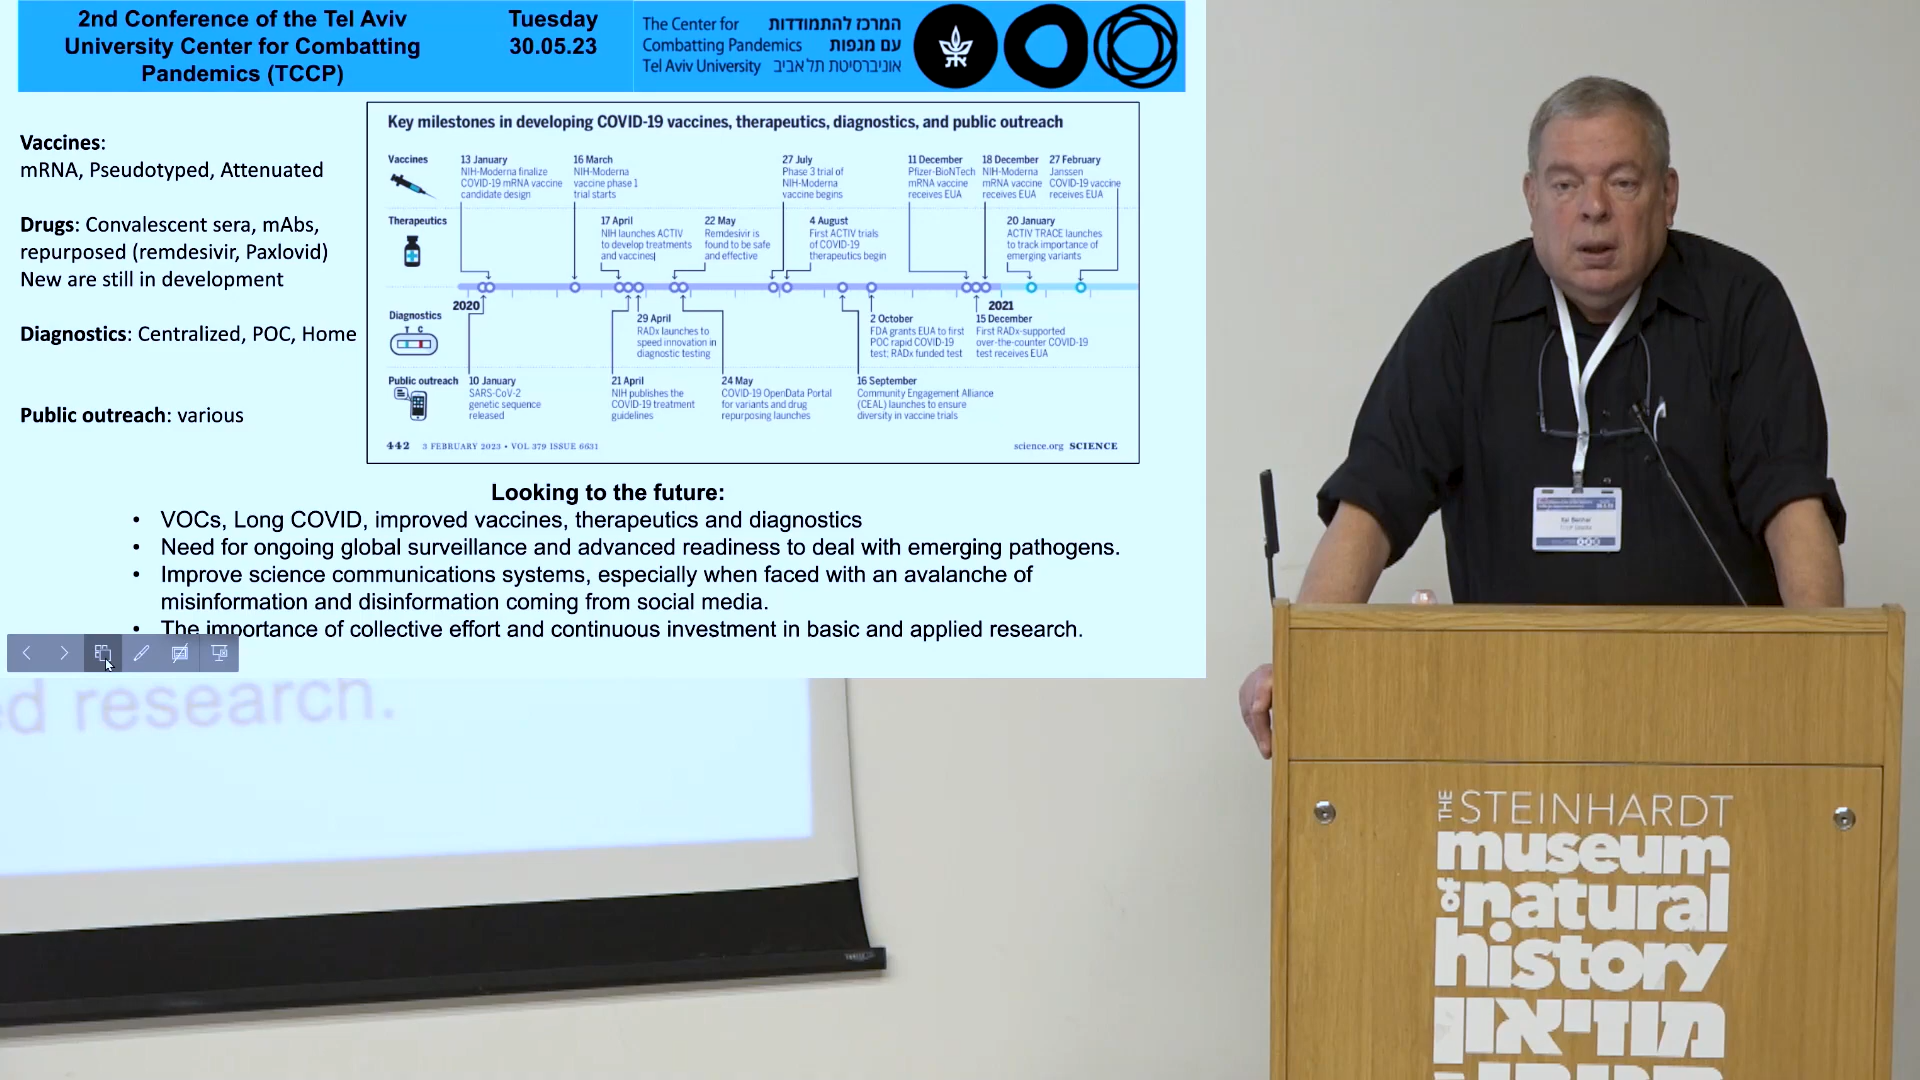 2nd Conference of the Tel Aviv
University Center for Combatting
Pandemics (TCCP)
Tuesday
30.05.23
The Center for
Combatting Pandemics
Tel Aviv University
המרכז להתמודדות
עם מגפות
אוניברסיטת תל אביב
Vaccines:
mRNA, Pseudotyped, Attenuated
Drugs: Convalescent sera, mAbs,
repurposed (remdesivir, Paxlovid)
New are still in development
Diagnostics: Centralized, POC, Home
Public outreach: various
Key milestones in developing COVID-19 vaccines, therapeutics, diagnostics, and public outreach
Vaccines
13 January
NIH-Moderna finalize
COVID-19 mRNA vaccine
candidate design
16 March
NIH-Moderna
vaccine phase 1
trial starts
27 July
Phase 3 trial of
NIH-Moderna
vaccine begins
11 December
Pfizer-BioNTech
mRNA vaccine
receives EUA
18 December
NIH-Moderna
mRNA vaccine
receives EUA
27 February
Janssen
COVID-19 vaccine
receives EUA
Therapeutics
17 April
NIH launches ACTIV
to develop treatments
and vaccines
22 May
Remdesivir is
found to be safe
and effective
4 August
First ACTIV trials
of COVID-19
therapeutics begin
20 January
ACTIV TRACE launches
to track importance of
emerging variants
2020
2021
Diagnostics
T C
29 April
RADx launches to
speed innovation in
diagnostic testing
2 October
FDA grants EUA to first
POC rapid COVID-19
test; RADx funded test
15 December
First RADx-supported
over-the-counter COVID-19
test receives EUA
Public outreach
10 January
SARS-CoV-2
genetic sequence
released
21 April
NIH publishes the
COVID-19 treatment
guidelines
24 May
COVID-19 OpenData Portal
for variants and drug
repurposing launches
16 September
Community Engagement Alliance
(CEAL) launches to ensure
diversity in vaccine trials
442 3 FEBRUARY 2023 • VOL 379 ISSUE 6631
science.org SCIENCE
Looking to the future:
• VOCs, Long COVID, improved vaccines, therapeutics and diagnostics
• Need for ongoing global surveillance and advanced readiness to deal with emerging pathogens.
• Improve science communications systems, especially when faced with an avalanche of
misinformation and disinformation coming from social media.
• The importance of collective effort and continuous investment in basic and applied research.
ed research.
THE STEINHARDT
museum
of natural
history
מוזיאון